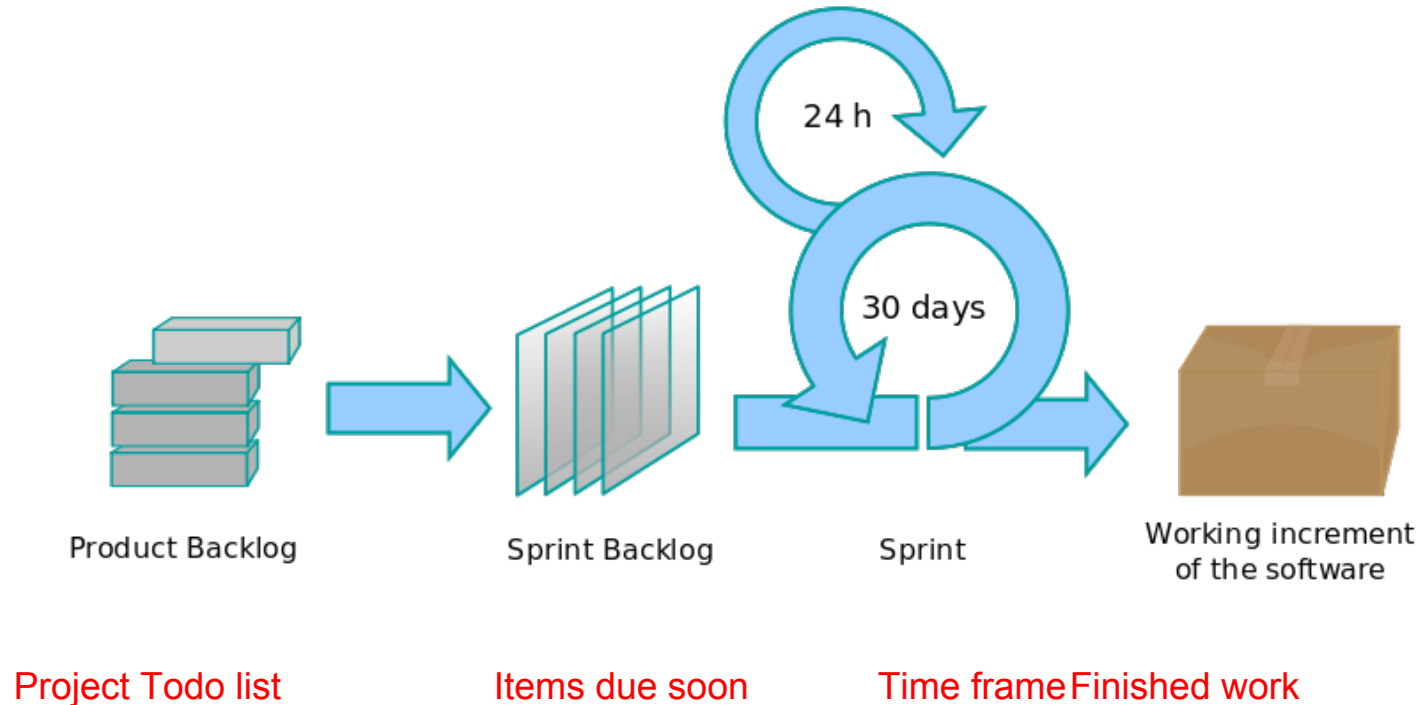 24 h
30 days
Product Backlog
Sprint Backlog
Sprint
Working increment
of the software
Project Todo list
Items due soon
Time frame
Finished work